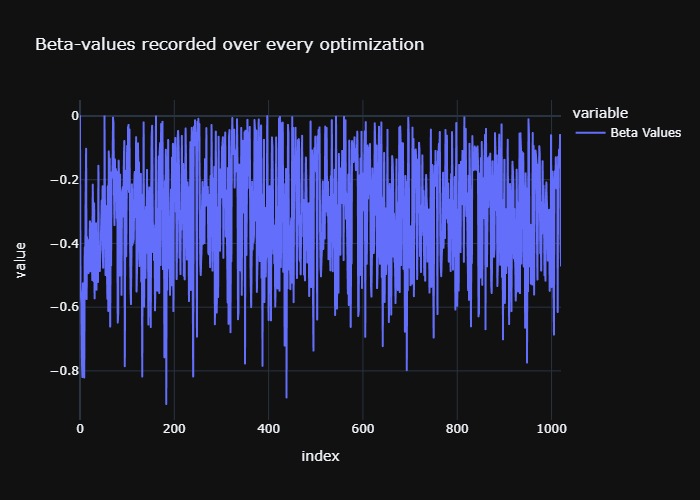 Beta-values recorded over every optimization
variable
Beta Values
value
0
−0.2
−0.4
−0.6
−0.8
0
200
400
600
800
1000
index